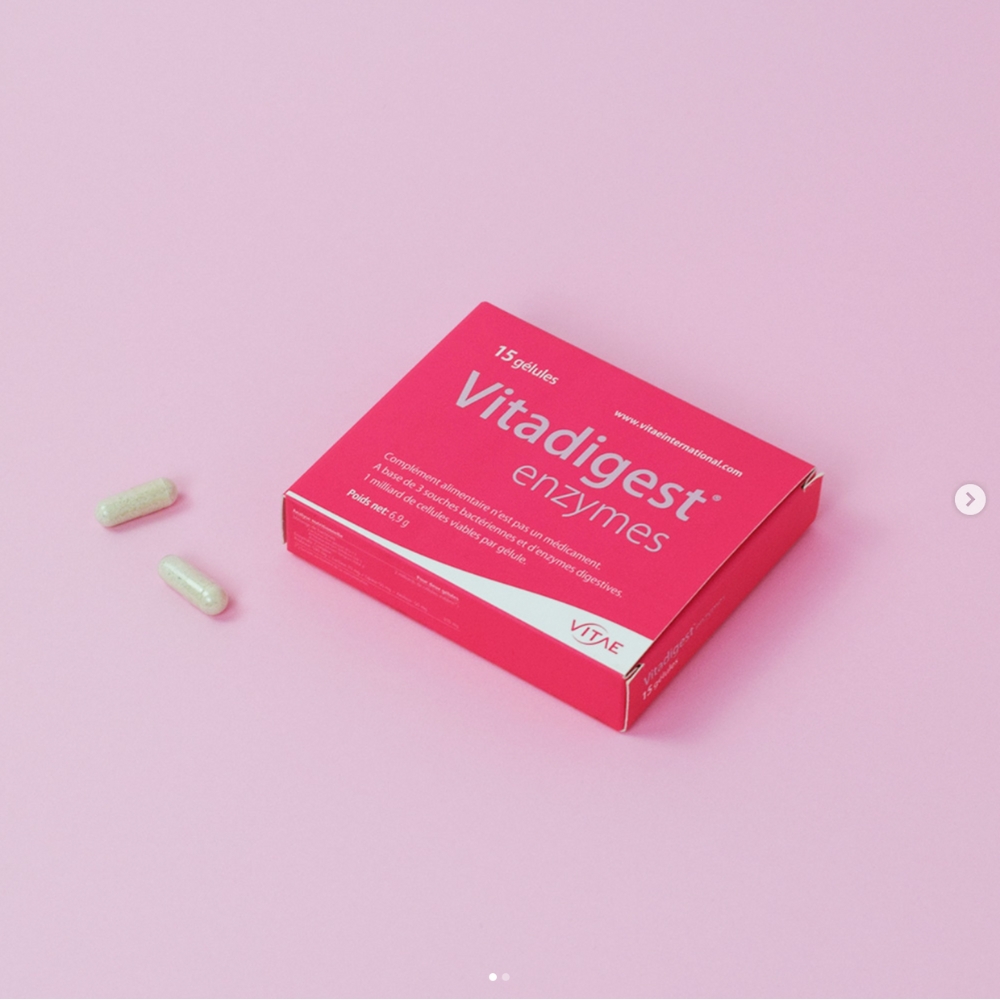 15 gélules
www.vitaeinternational.com
Vitadigest®
enzymes
Complément alimentaire n'est pas un médicament.
A base de 3 souches bactériennes et d'enzymes digestives.
1 milliard de cellules viables par gélule.
Poids net: 6,9 g
VITAE
Vitadigest® enzymes
15 gélules